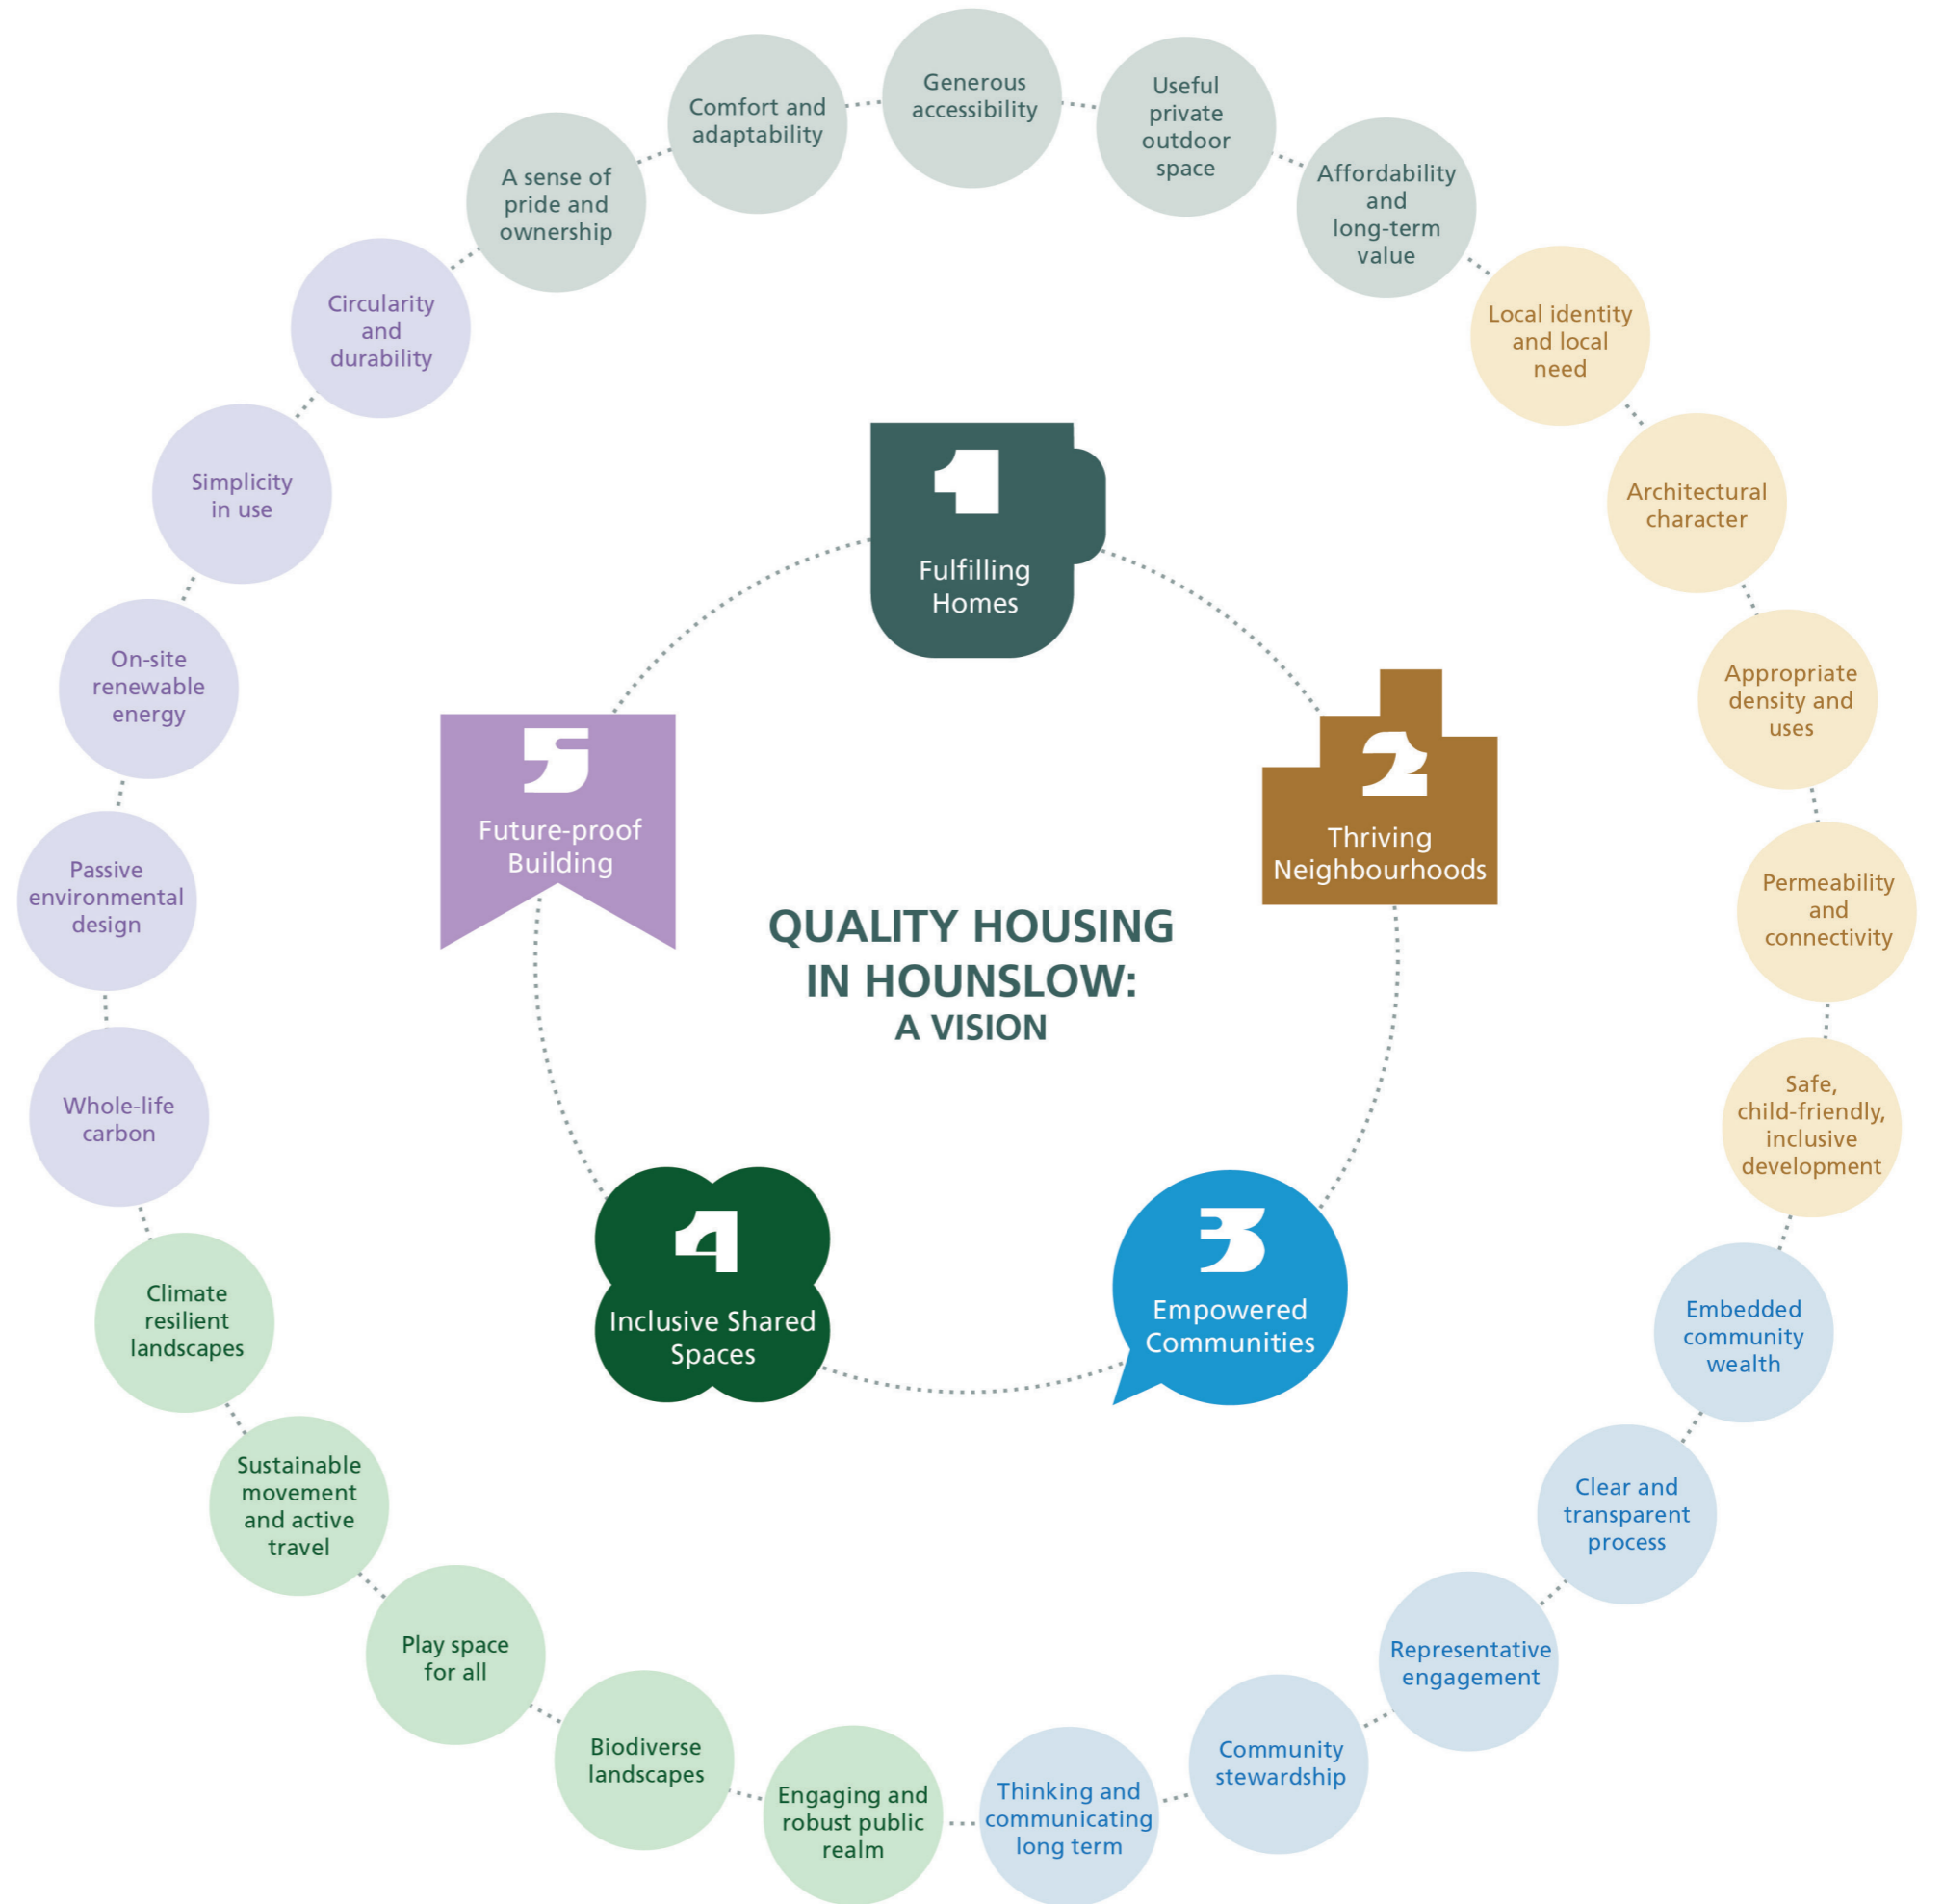 Generous
accessibility
Useful
private
outdoor
space
Affordability
and
long-term
value
Local identity
and local
need
Architectural
character
Appropriate
density and
uses
Permeability
and
connectivity
Safe,
child-friendly,
inclusive
development
Embedded
community
wealth
Clear and
transparent
process
Representative
engagement
Community
stewardship
Thinking and
communicating
long term
Engaging and
robust public
realm
Biodiverse
landscapes
Play space
for all
Sustainable
movement
and active
travel
Climate
resilient
landscapes
Whole-life
carbon
Passive
environmental
design
On-site
renewable
energy
Simplicity
in use
Circularity
and
durability
A sense of
pride and
ownership
Comfort and
adaptability
1
Fulfilling
Homes
2
Thriving
Neighbourhoods
3
Empowered
Communities
4
Inclusive Shared
Spaces
5
Future-proof
Building
QUALITY HOUSING
IN HOUNSLOW:
A VISION